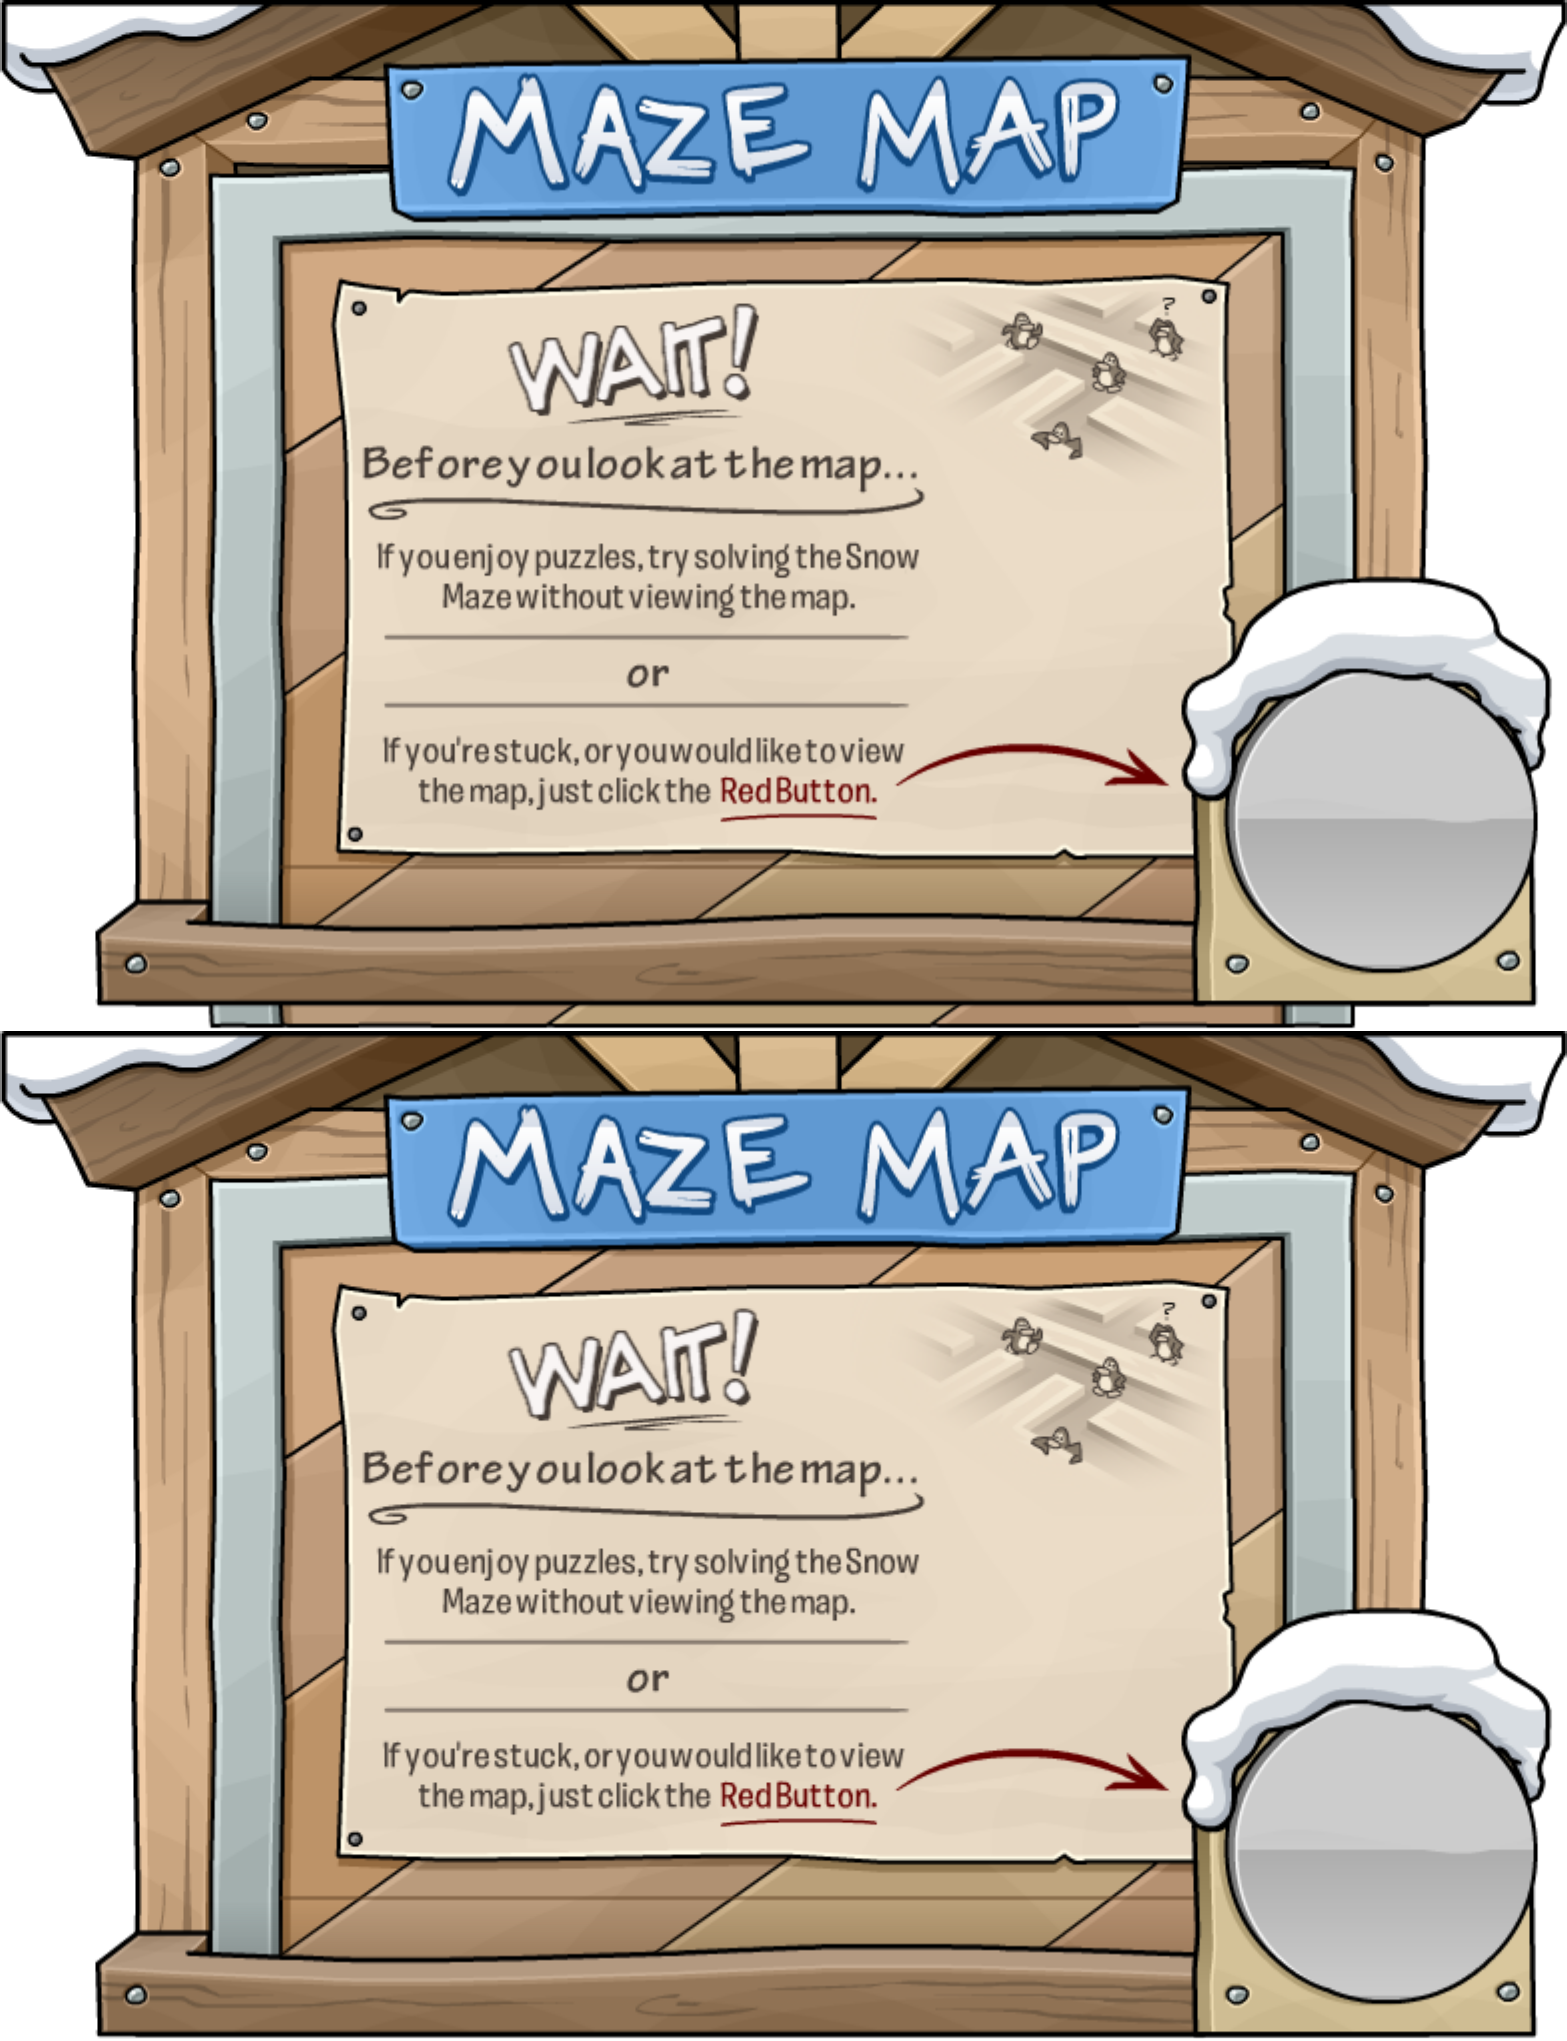 MAZE MAP
WAIT!
Before you look at the map...
If you enjoy puzzles, try solving the Snow
Maze without viewing the map.
or
If you're stuck, or you would like to view
the map, just click the Red Button.
?
MAZE MAP
WAIT!
Before you look at the map...
If you enjoy puzzles, try solving the Snow
Maze without viewing the map.
or
If you're stuck, or you would like to view
the map, just click the Red Button.
?